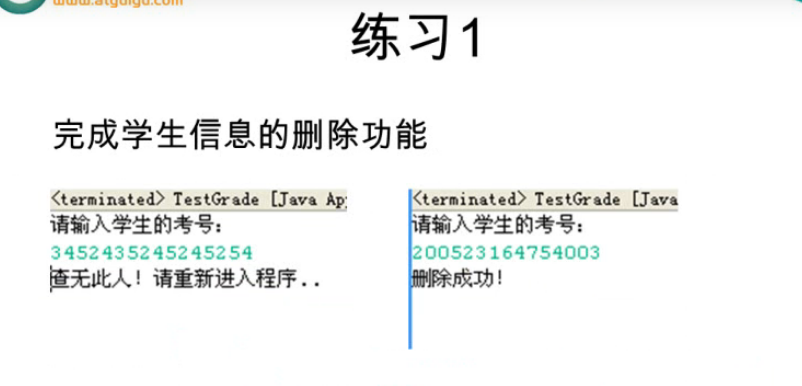 www.atguigu.com
练习1
完成学生信息的删除功能
<terminated> TestGrade [Java Ap
请输入学生的考号:
3452435245245254
查无此人! 请重新进入程序..
<terminated> TestGrade [Java
请输入学生的考号:
200523164754003
删除成功!